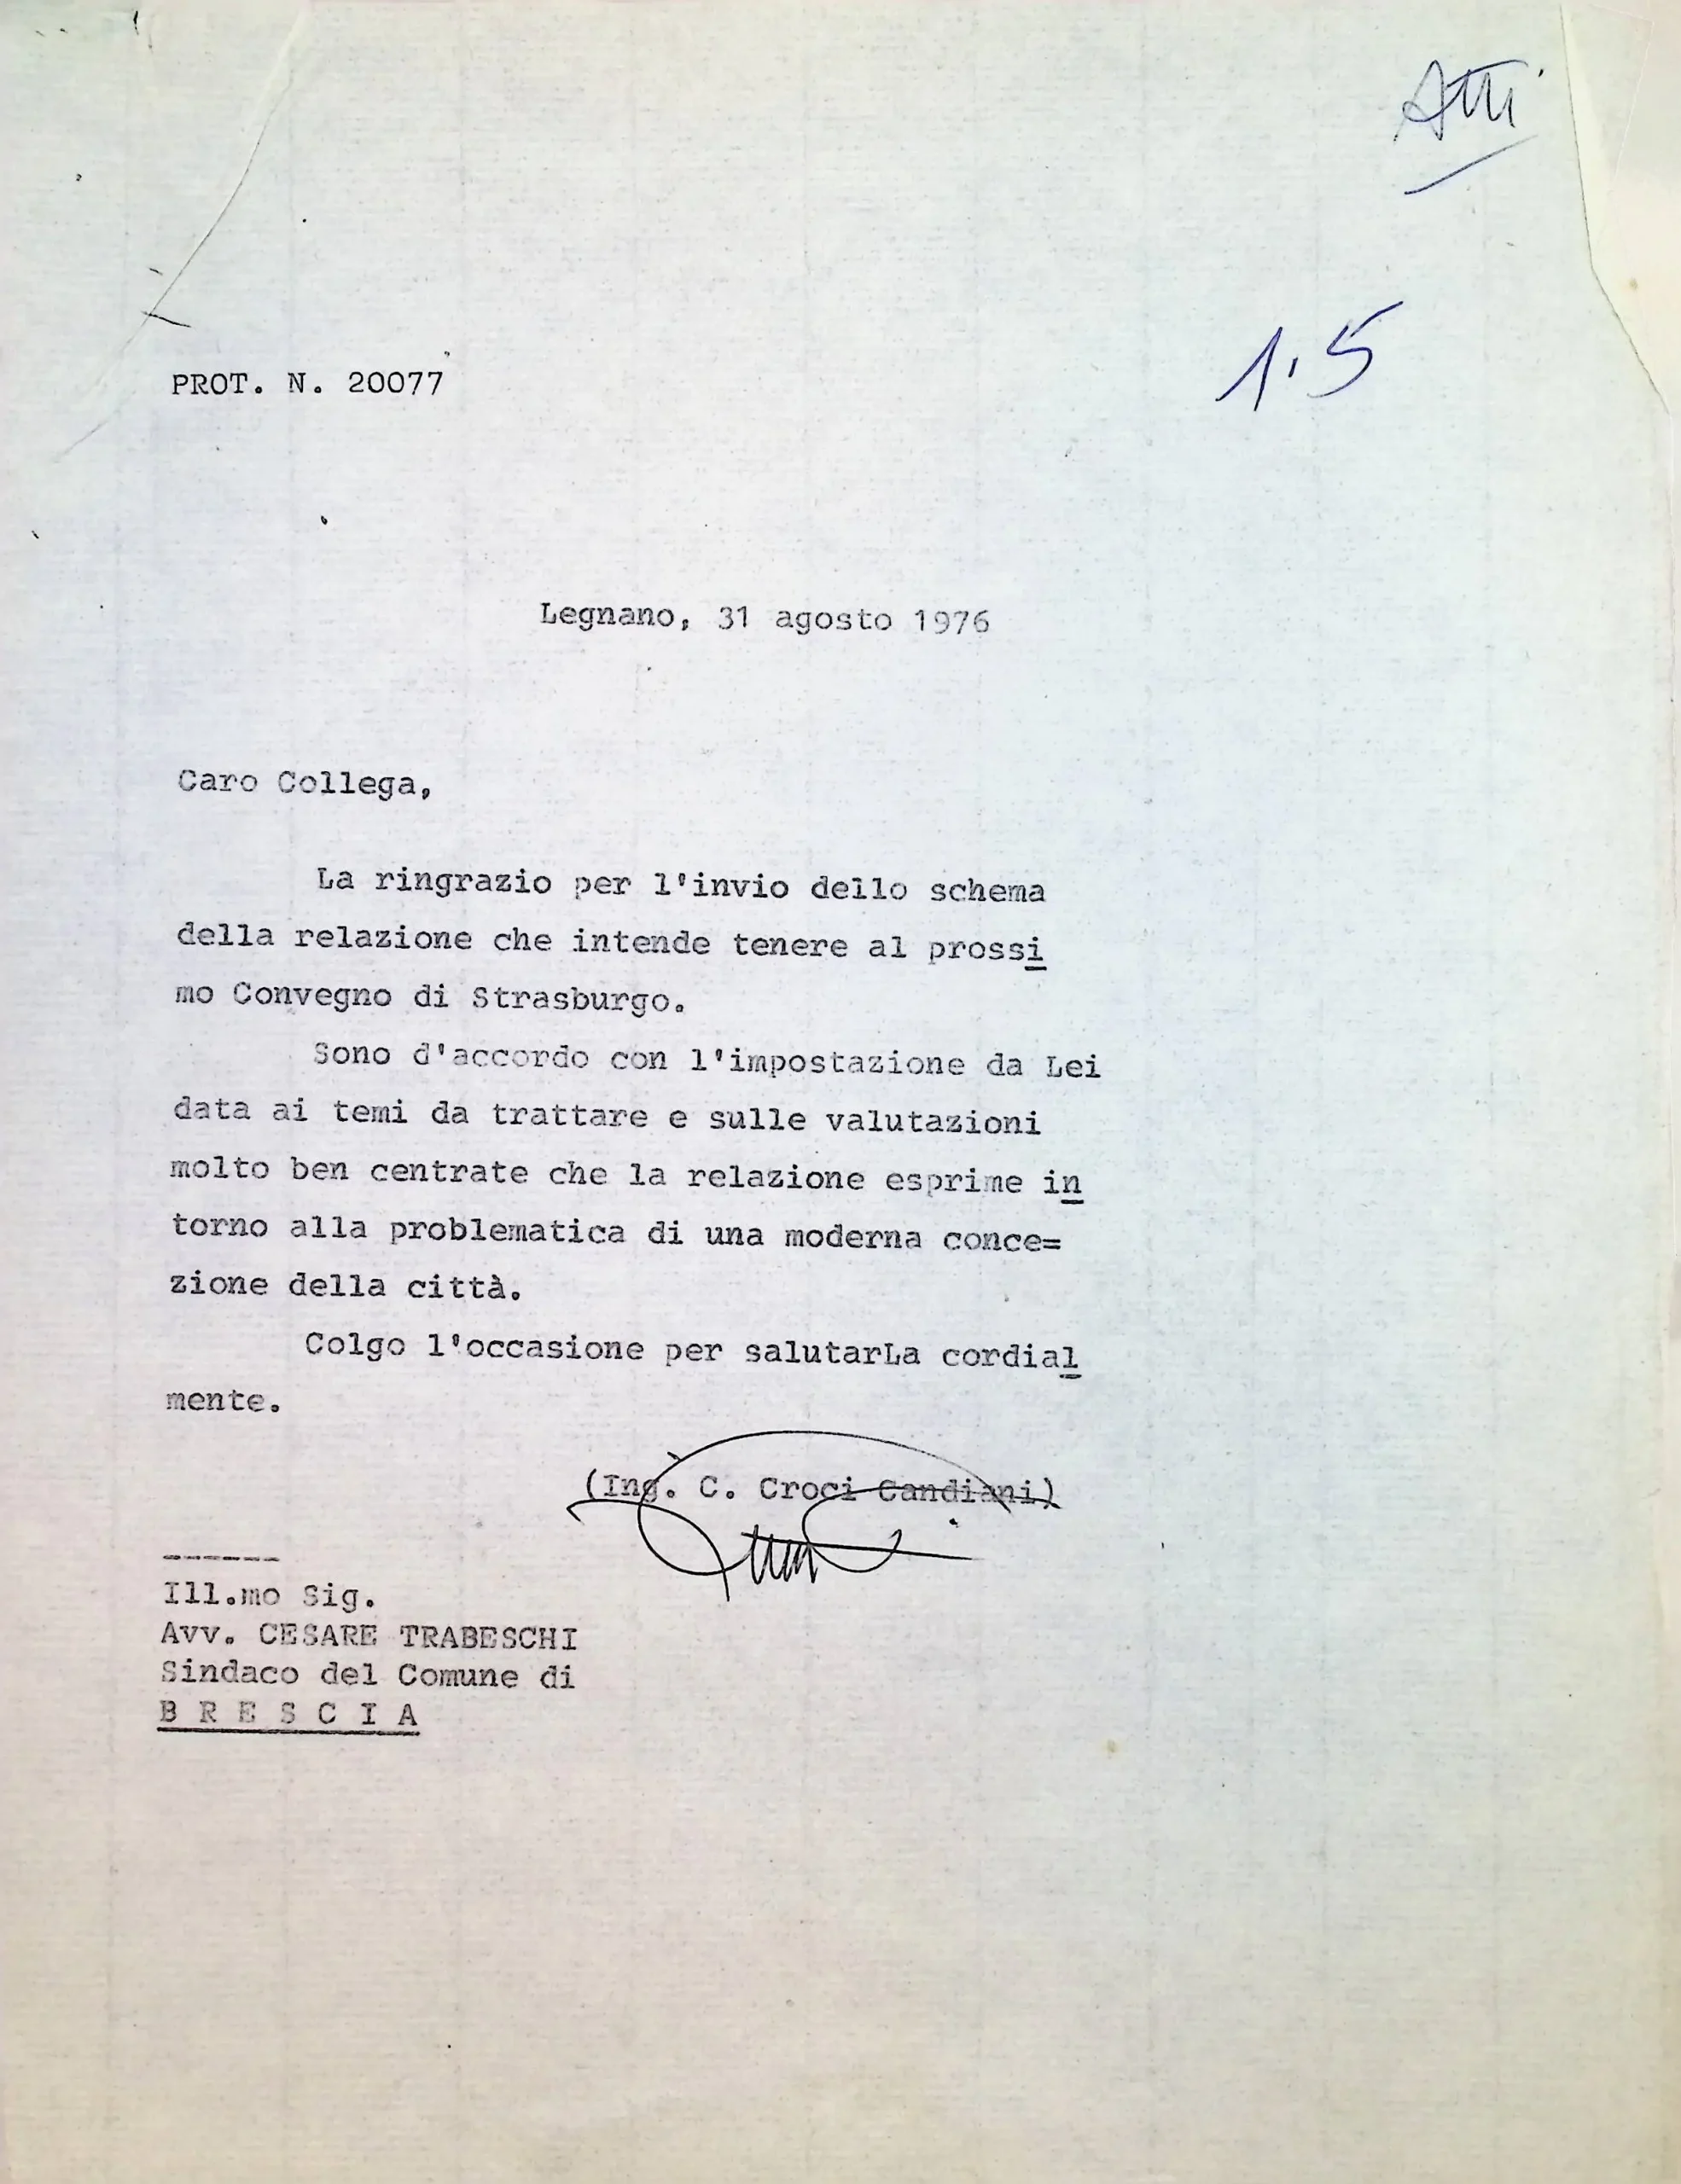 Atti
1.5
PROT. N. 20077
Legnano, 31 agosto 1976
Caro Collega,
La ringrazio per l'invio dello schema
della relazione che intende tenere al prossi
mo Convegno di Strasburgo.
Sono d'accordo con l'impostazione da Lei
data ai temi da trattare e sulle valutazioni
molto ben centrate che la relazione esprime in
torno alla problematica di una moderna conce=
zione della città.
Colgo l'occasione per salutarLa cordial
mente.
(Ing. C. Croci Candiani)
------
Ill.mo Sig.
Avv. CESARE TRABESCHI
Sindaco del Comune di
B R E S C I A